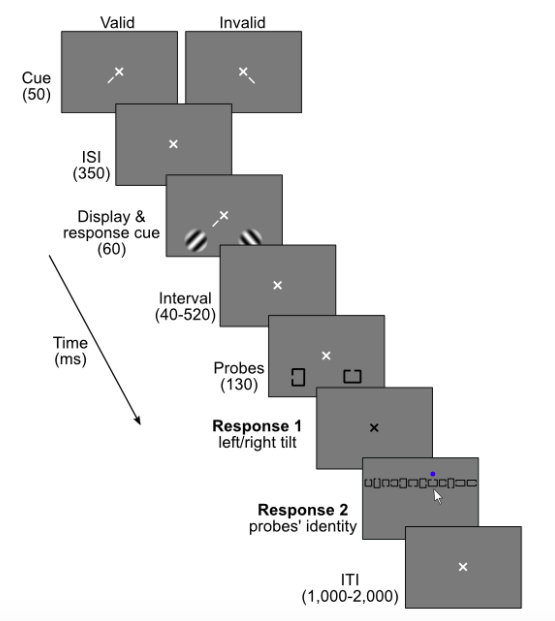 Valid
Invalid
Cue
(50)
ISI
(350)
Display &
response cue
(60)
Interval
(40-520)
Time
(ms)
Probes
(130)
Response 1
left/right tilt
Response 2
probes' identity
ITI
(1,000-2,000)